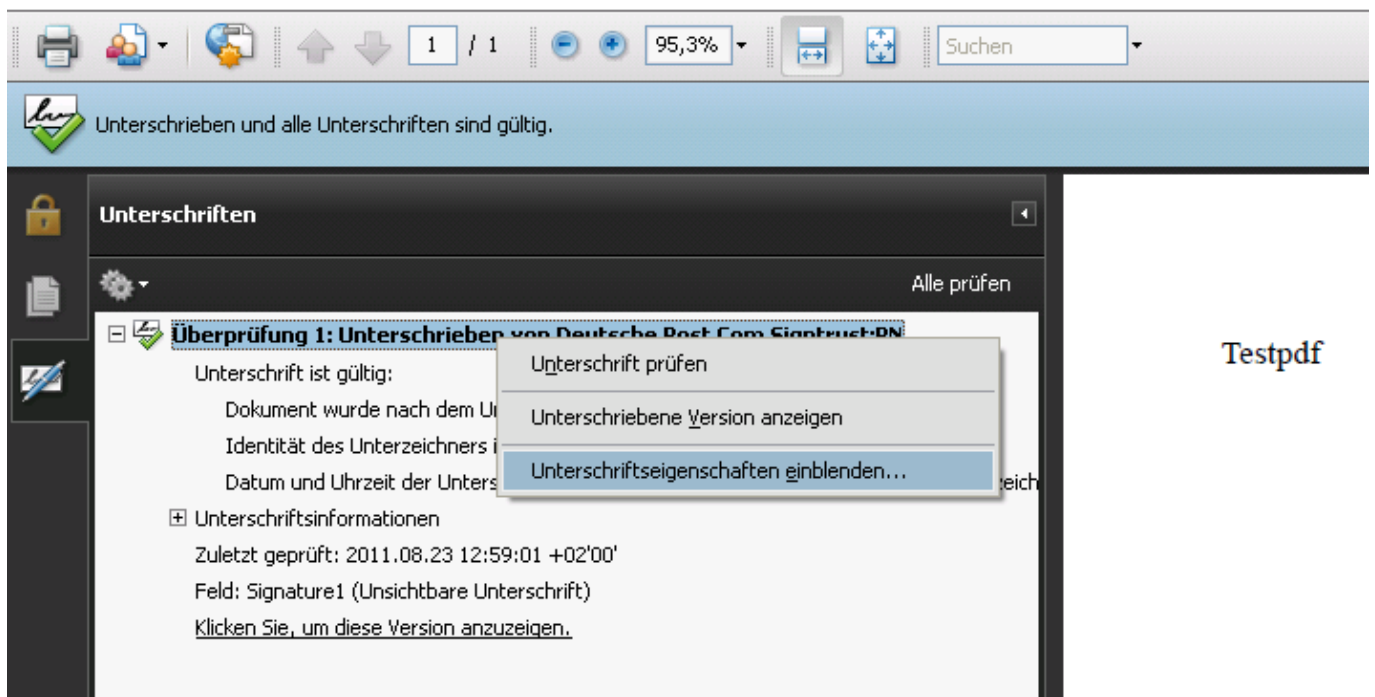 1 / 1 95,3% Suchen
Unterschrieben und alle Unterschriften sind gültig.
Unterschriften
Alle prüfen
Überprüfung 1: Unterschrieben von Deutsche Post Com Signtrust:PN
Unterschrift ist gültig:
Dokument wurde nach dem
Identität des Unterzeichners
Datum und Uhrzeit der
Unterschriftsinformationen
Zuletzt geprüft: 2011.08.23 12:59:01 +02'00'
Feld: Signature1 (Unsichtbare Unterschrift)
Klicken Sie, um diese Version anzuzeigen.
Unterschrift prüfen
Unterschriebene Version anzeigen
Unterschriftseigenschaften einblenden...
Testpdf